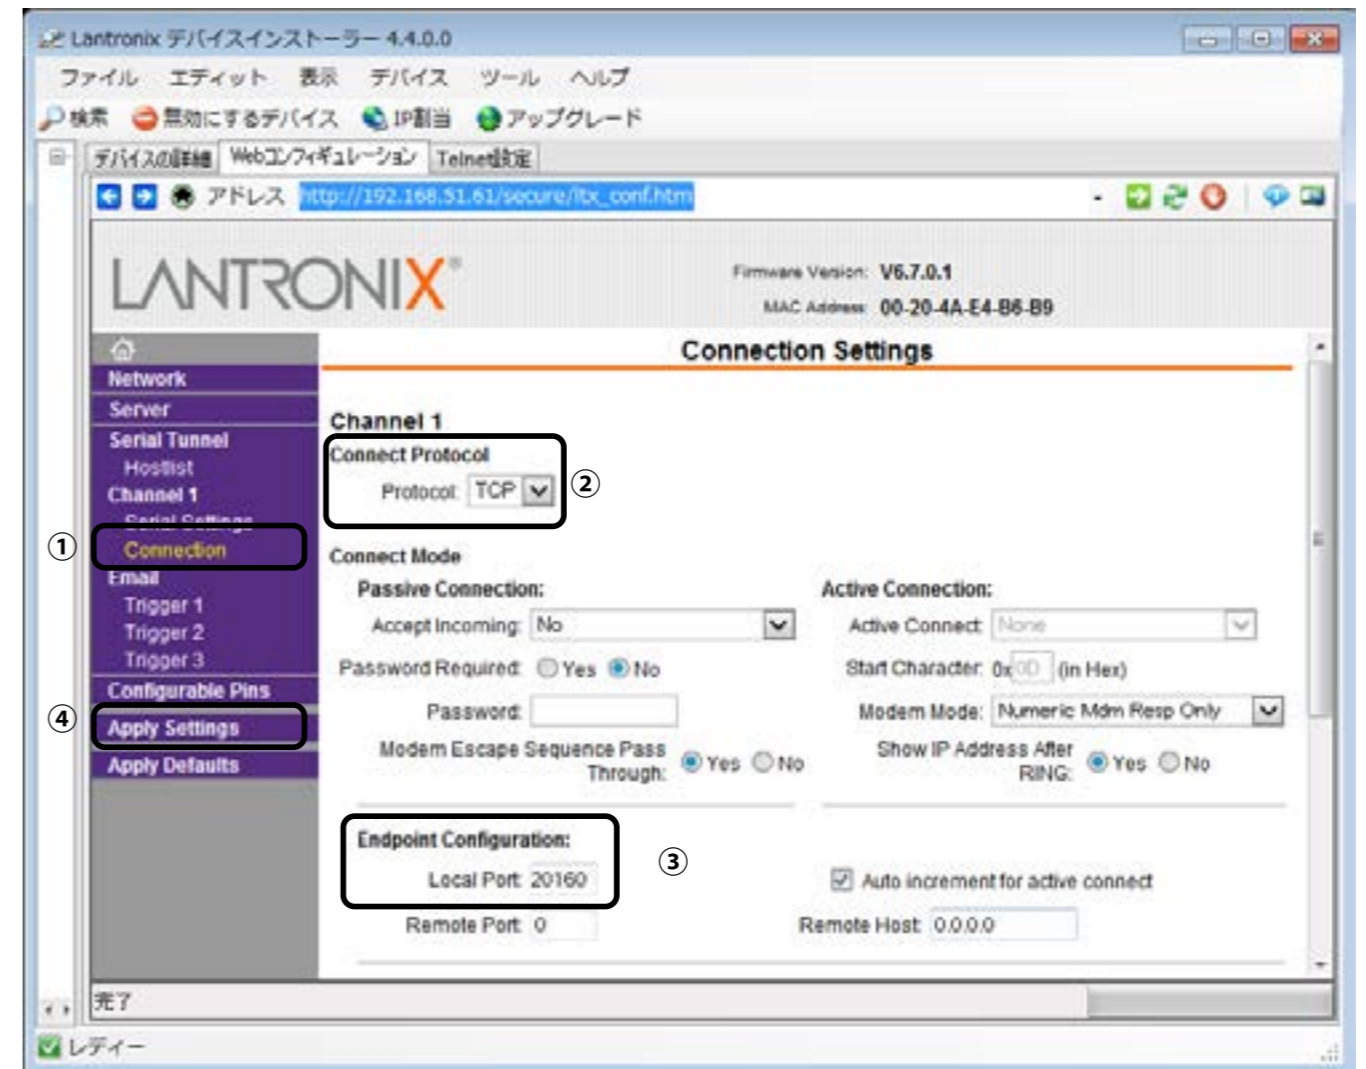 Lantronix デバイスインストーラー 4.4.0.0
ファイル エディット 表示 デバイス ツール ヘルプ
検索 無効にするデバイス IP割当 アップグレード
デバイスの詳細 Webコンフィギュレーション Telnet設定
アドレス http://192.168.51.61/secure/ltx_conf.htm
LANTRONIX®
Firmware Version: V6.7.0.1
MAC Address: 00-20-4A-E4-B6-B9
Connection Settings
Network
Server
Serial Tunnel
Hostlist
Channel 1
Serial Settings
① Connection
Email
Trigger 1
Trigger 2
Trigger 3
Configurable Pins
④ Apply Settings
Apply Defaults
Channel 1
Connect Protocol
Protocol: TCP ②
Connect Mode
Passive Connection: Active Connection:
Accept Incoming: No Active Connect: None
Password Required: Yes No Start Character: 0x 0D (in Hex)
Password: Modem Mode: Numeric Mdm Resp Only
Modem Escape Sequence Pass Through: Yes No Show IP Address After RING: Yes No
Endpoint Configuration: ③
Local Port: 20160 Auto increment for active connect
Remote Port: 0 Remote Host: 0.0.0.0
完了
レディー